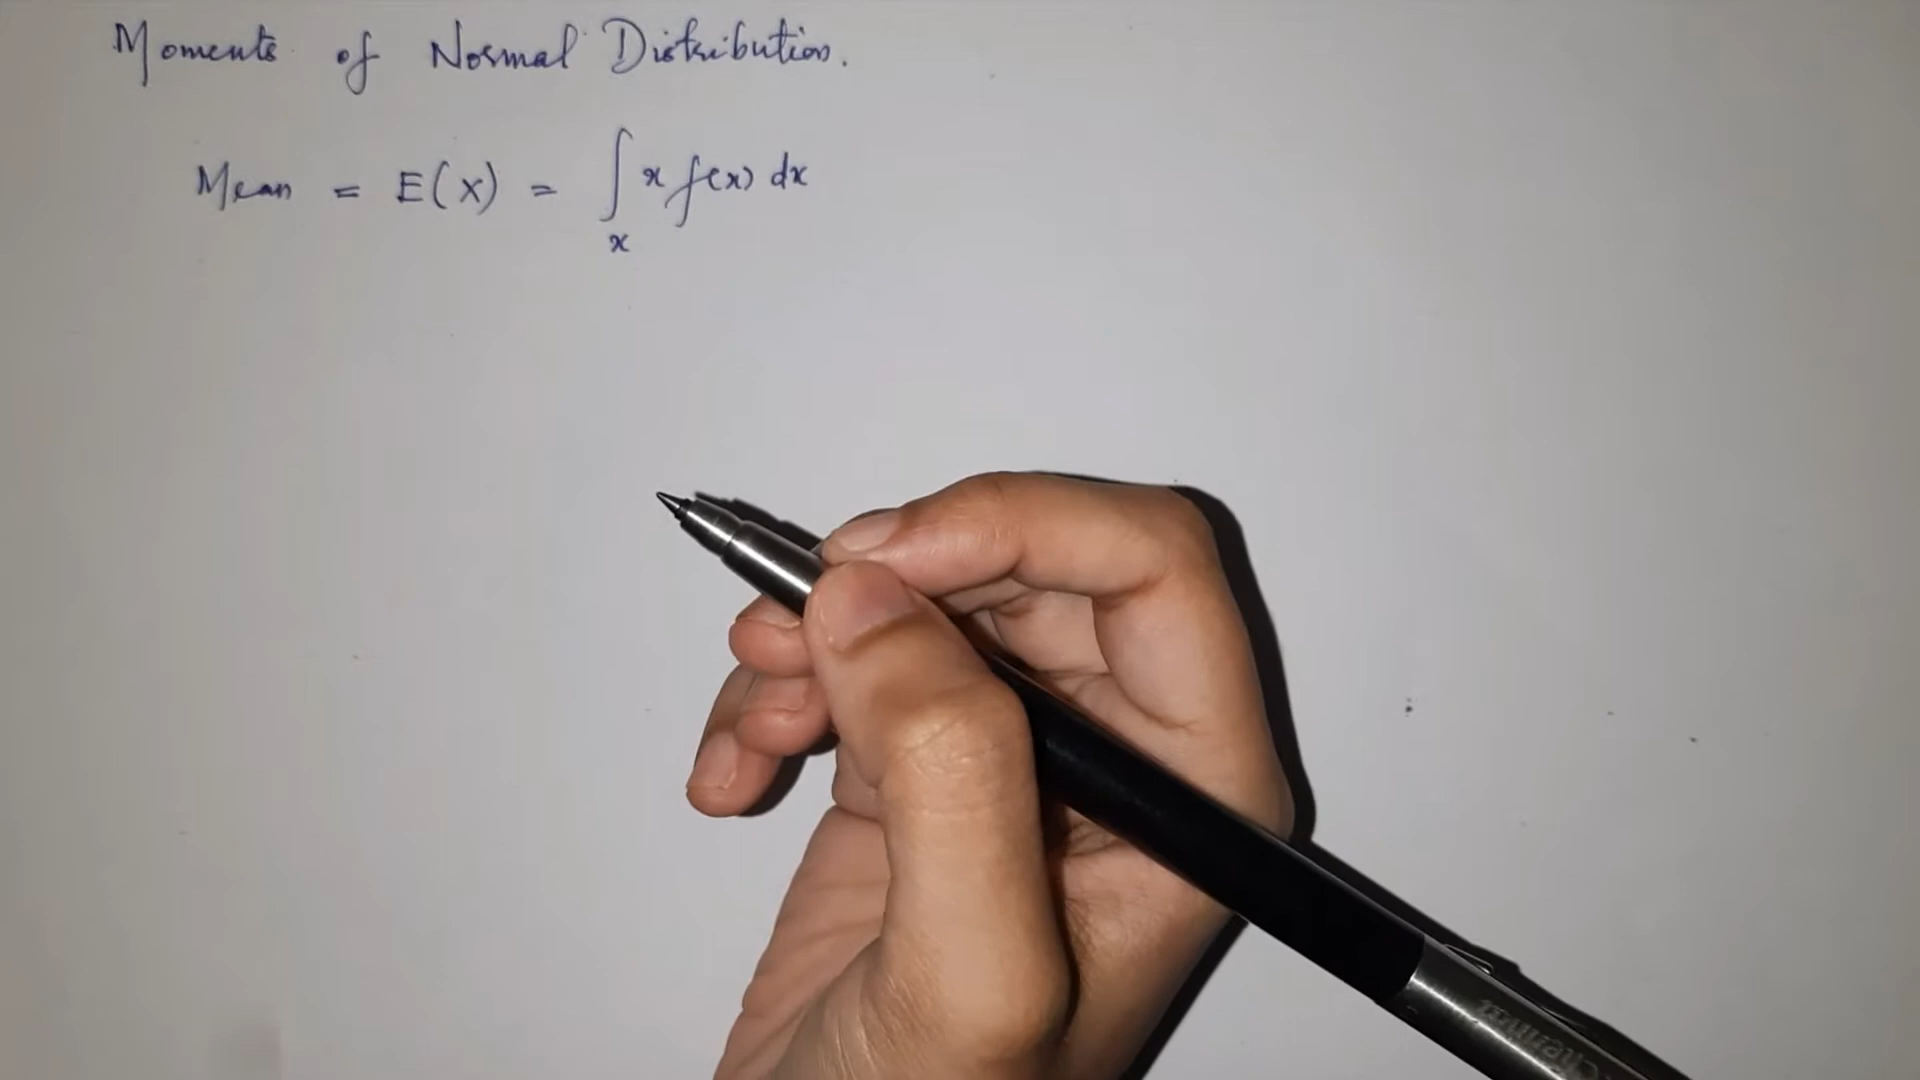 Moments of Normal Distribution.
Mean = E(X) = ∫ x f(x) dx
x